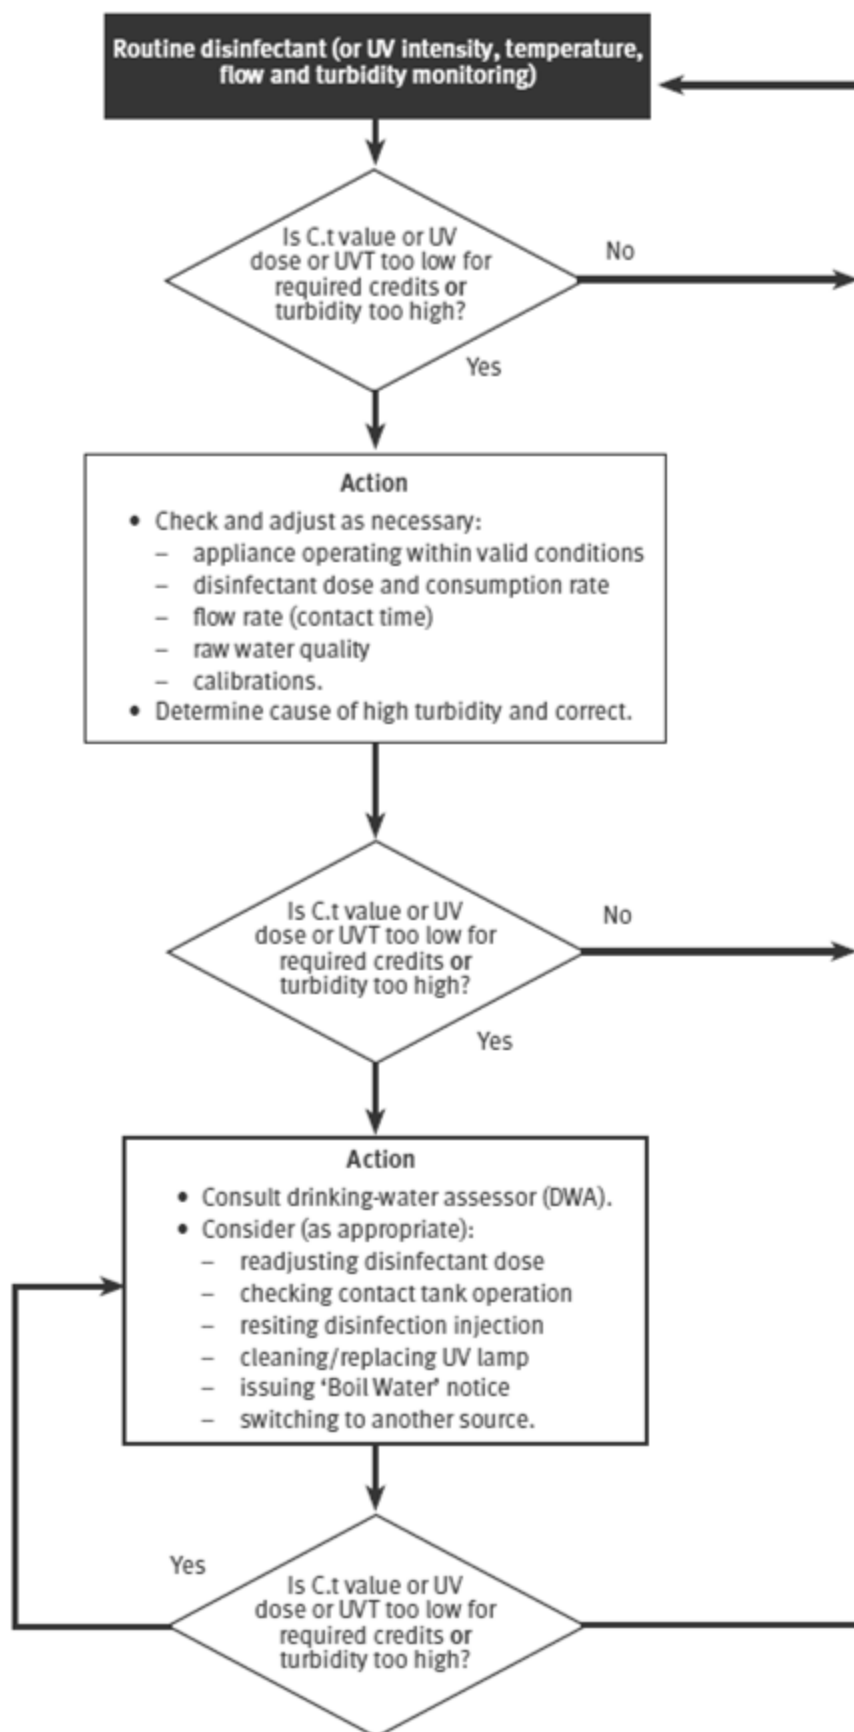 Routine disinfectant (or UV intensity, temperature,
flow and turbidity monitoring)
Is C.t value or UV
dose or UVT too low for
required credits or
turbidity too high?
No
Yes
Action
• Check and adjust as necessary:
– appliance operating within valid conditions
– disinfectant dose and consumption rate
– flow rate (contact time)
– raw water quality
– calibrations.
• Determine cause of high turbidity and correct.
Is C.t value or UV
dose or UVT too low for
required credits or
turbidity too high?
No
Yes
Action
• Consult drinking-water assessor (DWA).
• Consider (as appropriate):
– readjusting disinfectant dose
– checking contact tank operation
– resiting disinfection injection
– cleaning/replacing UV lamp
– issuing ‘Boil Water’ notice
– switching to another source.
Yes
Is C.t value or UV
dose or UVT too low for
required credits or
turbidity too high?